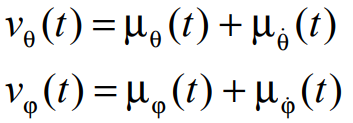 v_θ(t) = μ_θ(t) + μ_θ̇(t)
v_φ(t) = μ_φ(t) + μ_φ̇(t)